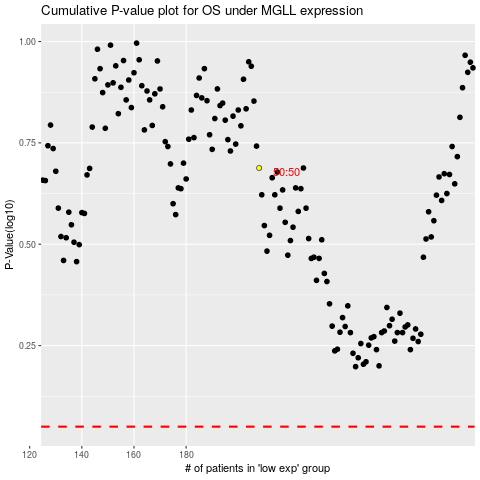 Cumulative P-value plot for OS under MGLL expression
P-Value(log10)
1.00
0.75
0.50
0.25
50:50
120 140 160 180
# of patients in 'low exp' group